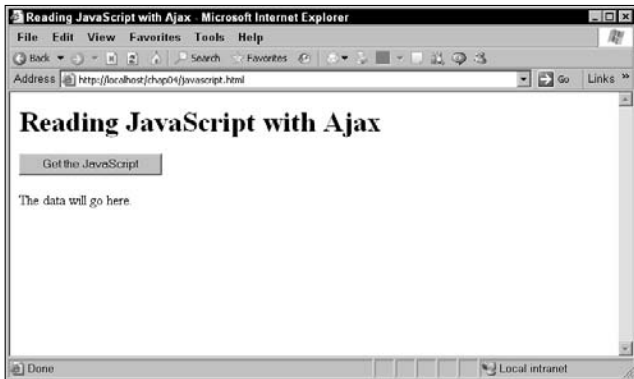 Reading JavaScript with Ajax - Microsoft Internet Explorer
File Edit View Favorites Tools Help
Back Search Favorites
Address http://localhost/chap04/javascript.html Go Links »
Reading JavaScript with Ajax
Get the JavaScript
The data will go here.
Done Local intranet